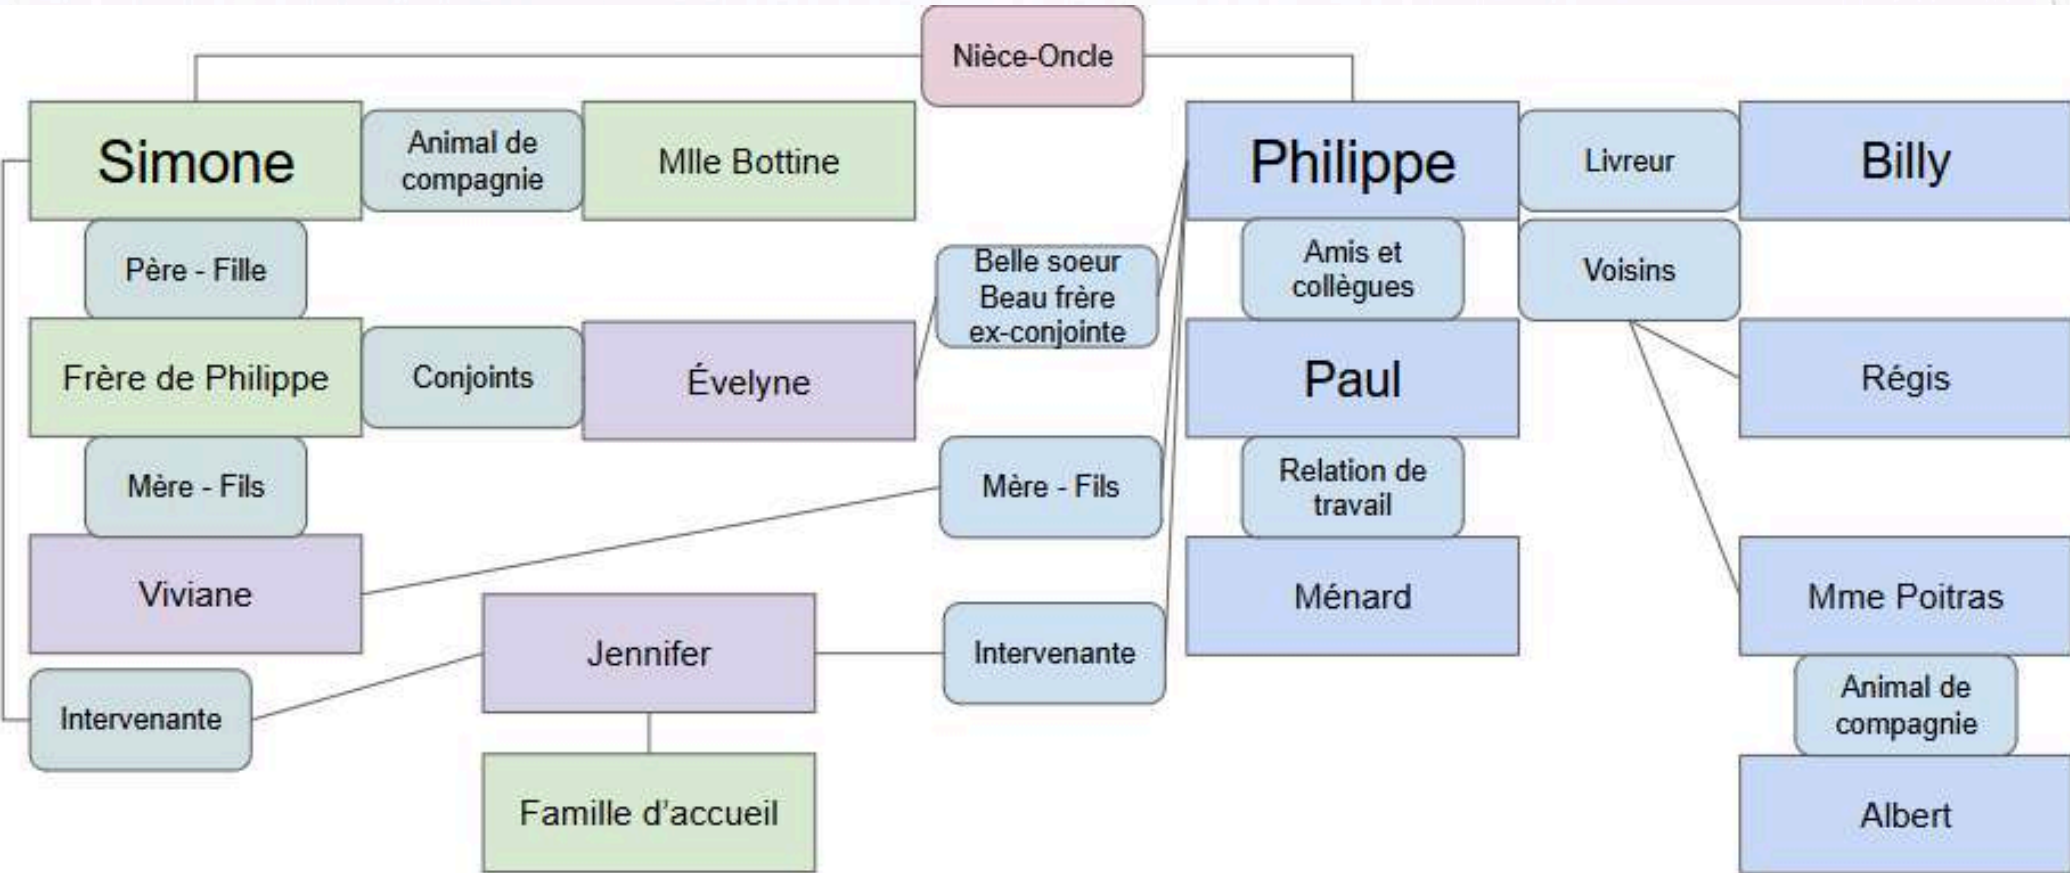 Nièce-Oncle
Simone
Animal de
compagnie
Mlle Bottine
Philippe
Livreur
Billy
Père - Fille
Belle soeur
Beau frère
ex-conjointe
Amis et
collègues
Voisins
Frère de Philippe
Conjoints
Évelyne
Paul
Régis
Mère - Fils
Mère - Fils
Relation de
travail
Viviane
Jennifer
Intervenante
Ménard
Mme Poitras
Intervenante
Animal de
compagnie
Famille d’accueil
Albert